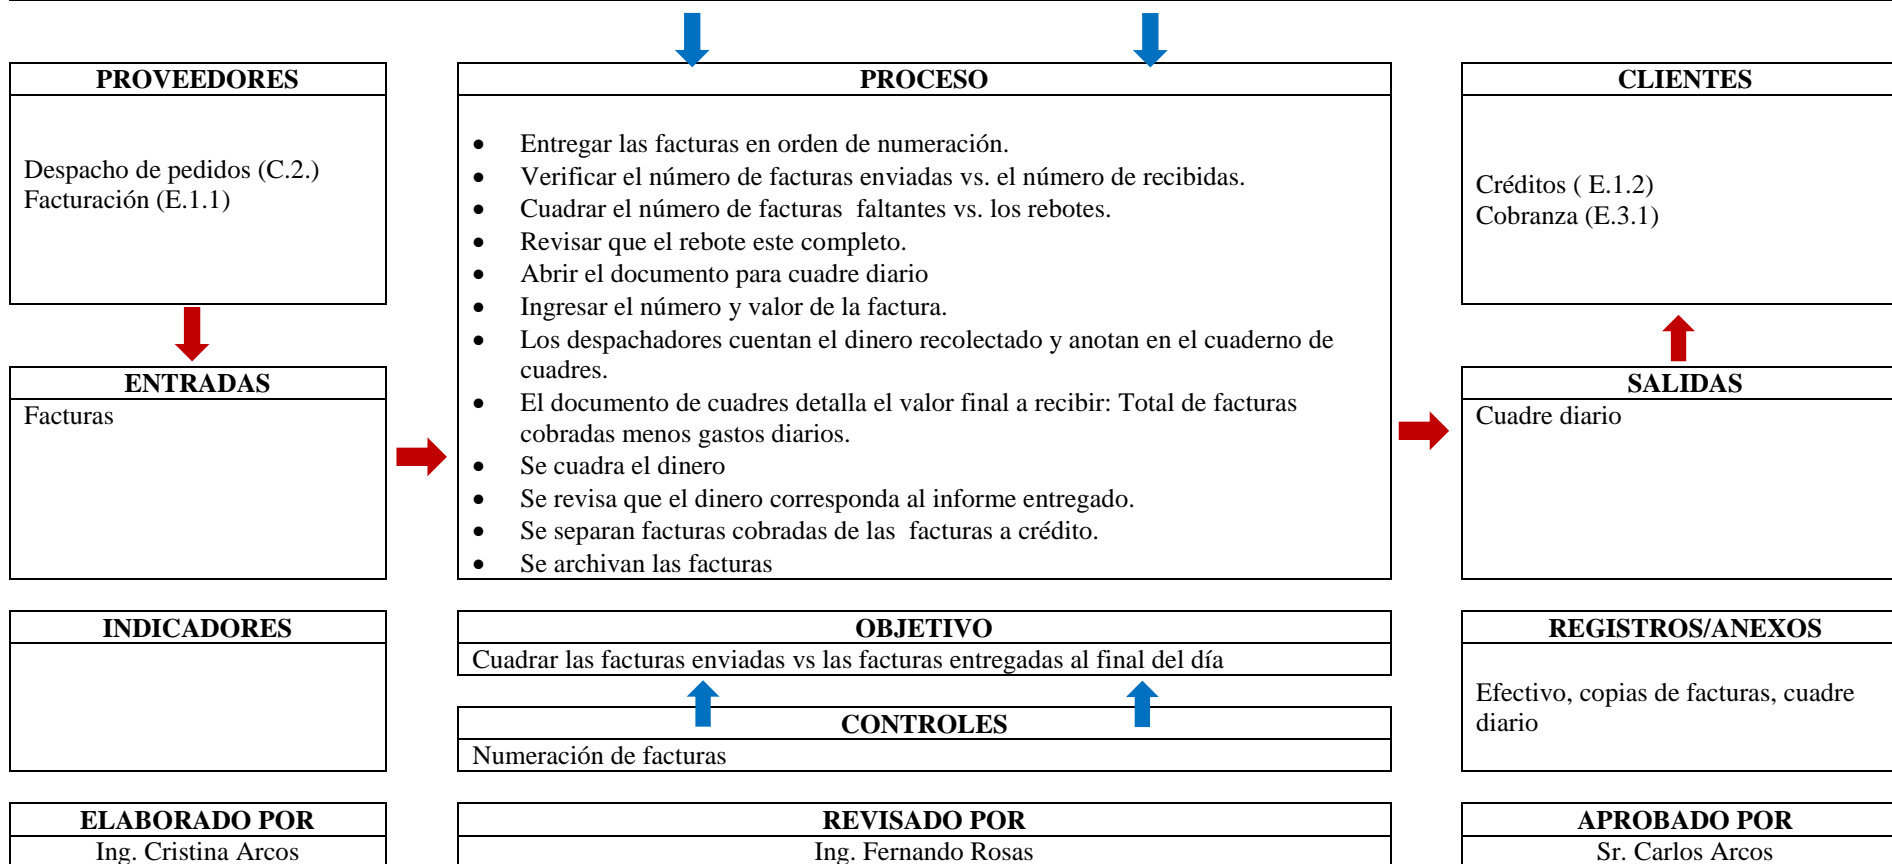 PROVEEDORES
Despacho de pedidos (C.2.)
Facturación (E.1.1)
ENTRADAS
Facturas
PROCESO
• Entregar las facturas en orden de numeración.
• Verificar el número de facturas enviadas vs. el número de recibidas.
• Cuadrar el número de facturas  faltantes vs. los rebotes.
• Revisar que el rebote este completo.
• Abrir el documento para cuadre diario
• Ingresar el número y valor de la factura.
• Los despachadores cuentan el dinero recolectado y anotan en el cuaderno de
cuadres.
• El documento de cuadres detalla el valor final a recibir: Total de facturas
cobradas menos gastos diarios.
• Se cuadra el dinero
• Se revisa que el dinero corresponda al informe entregado.
• Se separan facturas cobradas de las  facturas a crédito.
• Se archivan las facturas
CLIENTES
Créditos ( E.1.2)
Cobranza (E.3.1)
SALIDAS
Cuadre diario
INDICADORES
OBJETIVO
Cuadrar las facturas enviadas vs las facturas entregadas al final del día
CONTROLES
Numeración de facturas
REGISTROS/ANEXOS
Efectivo, copias de facturas, cuadre
diario
ELABORADO POR
Ing. Cristina Arcos
REVISADO POR
Ing. Fernando Rosas
APROBADO POR
Sr. Carlos Arcos